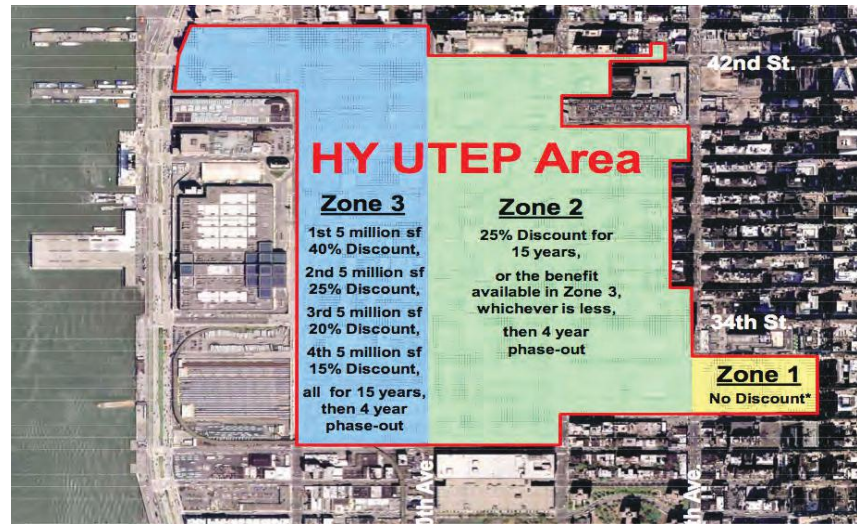 42nd St.
HY UTEP Area
Zone 3
1st 5 million sf
40% Discount,
2nd 5 million sf
25% Discount,
3rd 5 million sf
20% Discount,
4th 5 million sf
15% Discount,
all for 15 years,
then 4 year
phase-out
Zone 2
25% Discount for
15 years,
or the benefit
available in Zone 3,
whichever is less,
then 4 year
phase-out
34th St.
Zone 1
No Discount*
Ave.
Ave.